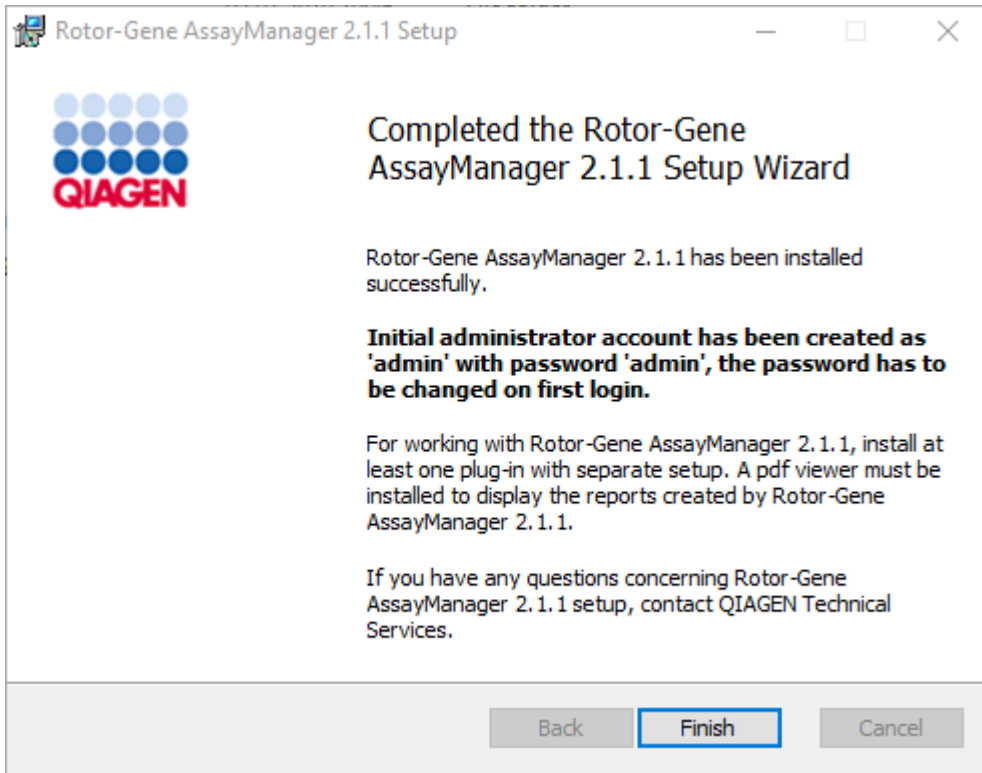 Rotor-Gene AssayManager 2.1.1 Setup
QIAGEN
Completed the Rotor-Gene
AssayManager 2.1.1 Setup Wizard
Rotor-Gene AssayManager 2.1.1 has been installed
successfully.
Initial administrator account has been created as
'admin' with password 'admin', the password has to
be changed on first login.
For working with Rotor-Gene AssayManager 2.1.1, install at
least one plug-in with separate setup. A pdf viewer must be
installed to display the reports created by Rotor-Gene
AssayManager 2.1.1.
If you have any questions concerning Rotor-Gene
AssayManager 2.1.1 setup, contact QIAGEN Technical
Services.
Back Finish Cancel